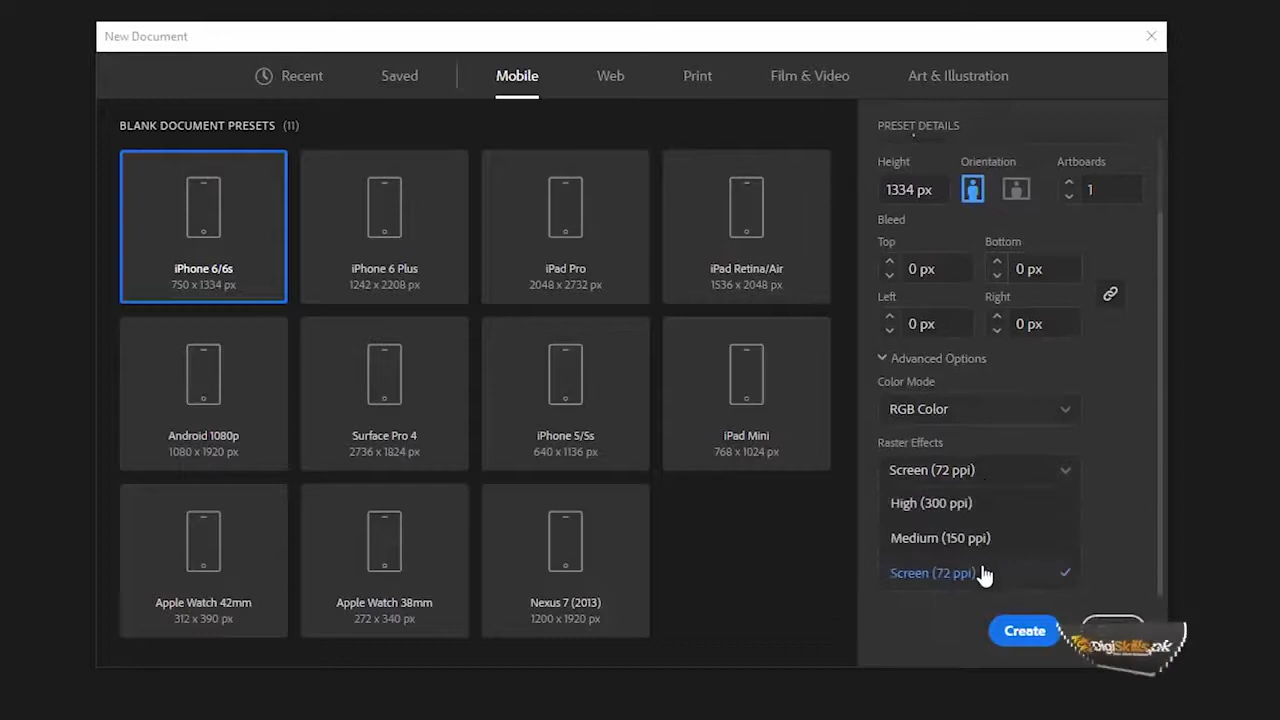 New Document
Recent
Saved
Mobile
Web
Print
Film & Video
Art & Illustration
BLANK DOCUMENT PRESETS (11)
iPhone 6/6s
750 x 1334 px
iPhone 6 Plus
1242 x 2208 px
iPad Pro
2048 x 2732 px
iPad Retina/Air
1536 x 2048 px
Android 1080p
1080 x 1920 px
Surface Pro 4
2736 x 1824 px
iPhone 5/5s
640 x 1136 px
iPad Mini
768 x 1024 px
Apple Watch 42mm
312 x 390 px
Apple Watch 38mm
272 x 340 px
Nexus 7 (2013)
1200 x 1920 px
PRESET DETAILS
Height
Orientation
Artboards
1334 px
1
Bleed
Top
Bottom
0 px
0 px
Left
Right
0 px
0 px
Advanced Options
Color Mode
RGB Color
Raster Effects
Screen (72 ppi)
High (300 ppi)
Medium (150 ppi)
Screen (72 ppi)
Create
DigiSkills.pk